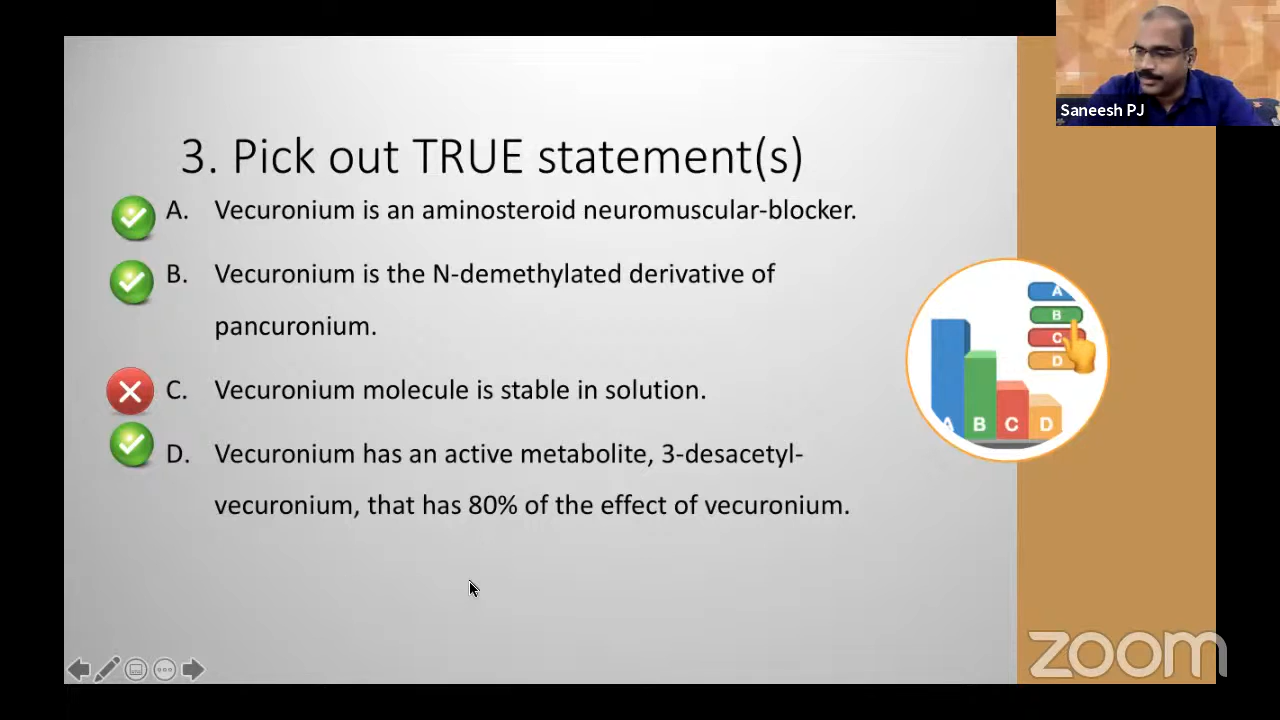 Saneesh PJ
3. Pick out TRUE statement(s)
A. Vecuronium is an aminosteroid neuromuscular-blocker.
B. Vecuronium is the N-demethylated derivative of
pancuronium.
C. Vecuronium molecule is stable in solution.
D. Vecuronium has an active metabolite, 3-desacetyl-
vecuronium, that has 80% of the effect of vecuronium.
A
B
C
D
A B C D
zoom